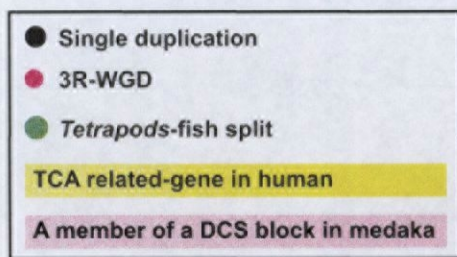 Single duplication
3R-WGD
Tetrapods-fish split
TCA related-gene in human
A member of a DCS block in medaka